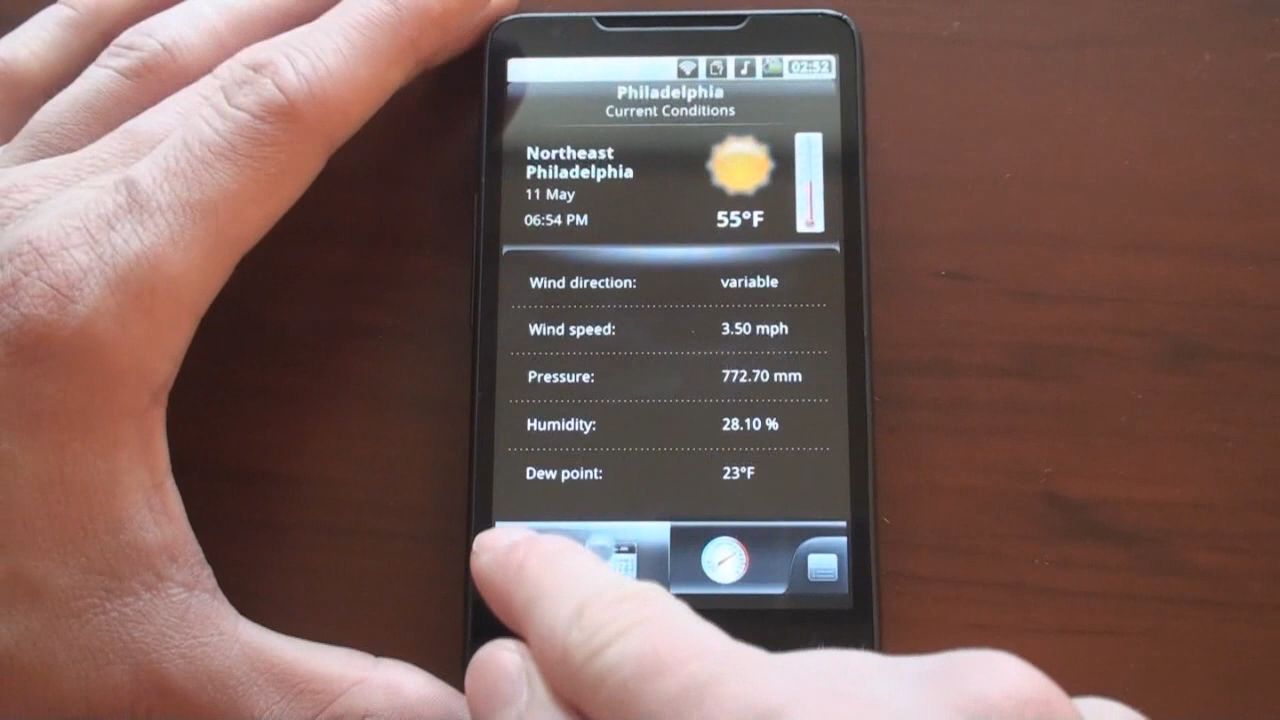 02:52
Philadelphia
Current Conditions
Northeast
Philadelphia
11 May
06:54 PM
55°F
Wind direction: variable
Wind speed: 3.50 mph
Pressure: 772.70 mm
Humidity: 28.10 %
Dew point: 23°F